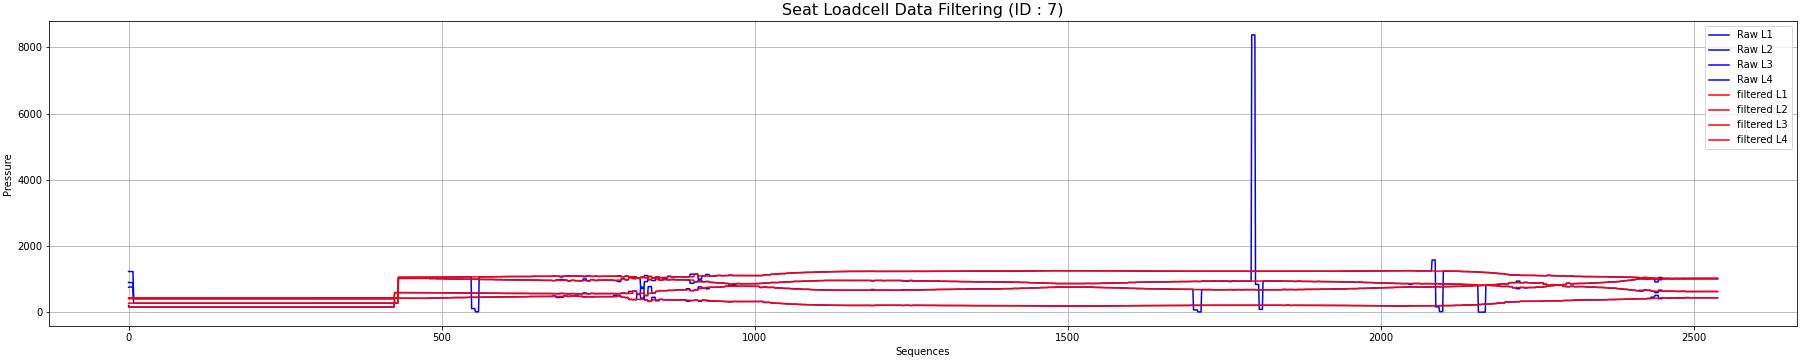 Seat Loadcell Data Filtering (ID : 7)
Raw L1
Raw L2
Raw L3
Raw L4
filtered L1
filtered L2
filtered L3
filtered L4
Pressure
8000
6000
4000
2000
0
0 500 1000 1500 2000 2500
Sequences